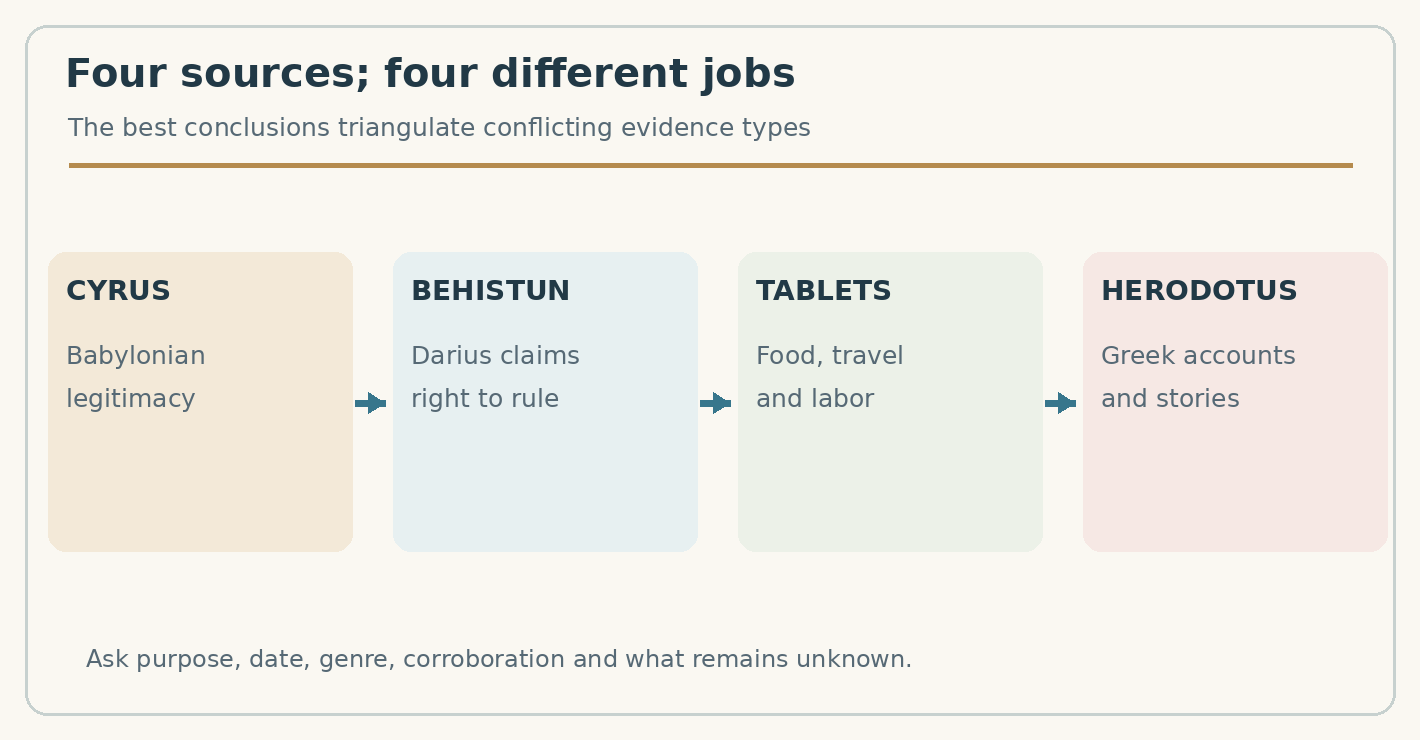 Four sources; four different jobs
The best conclusions triangulate conflicting evidence types
CYRUS
Babylonian
legitimacy
BEHISTUN
Darius claims
right to rule
TABLETS
Food, travel
and labor
HERODOTUS
Greek accounts
and stories
Ask purpose, date, genre, corroboration and what remains unknown.